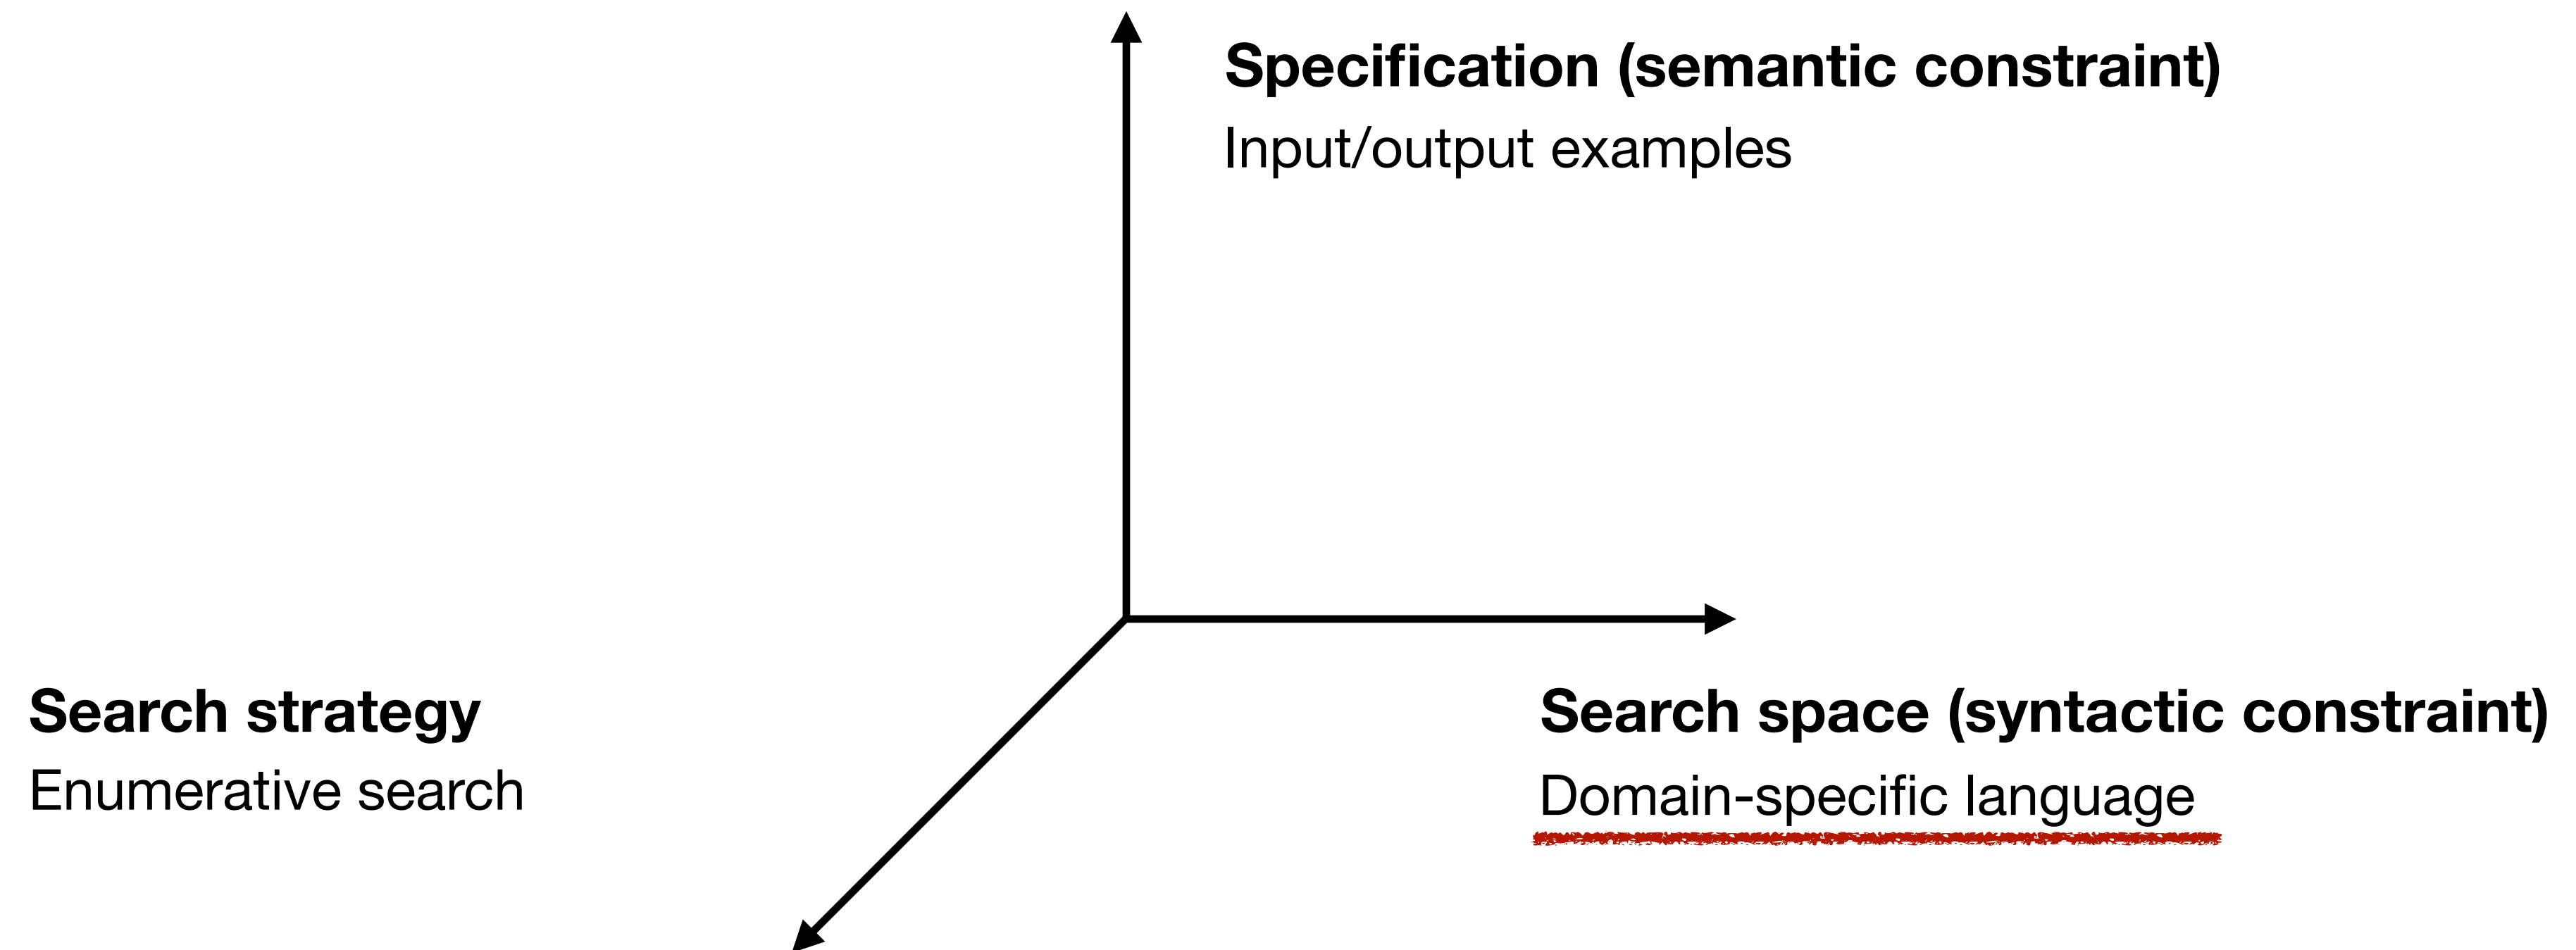 Specification (semantic constraint)
Input/output examples
Search strategy
Enumerative search
Search space (syntactic constraint)
Domain-specific language